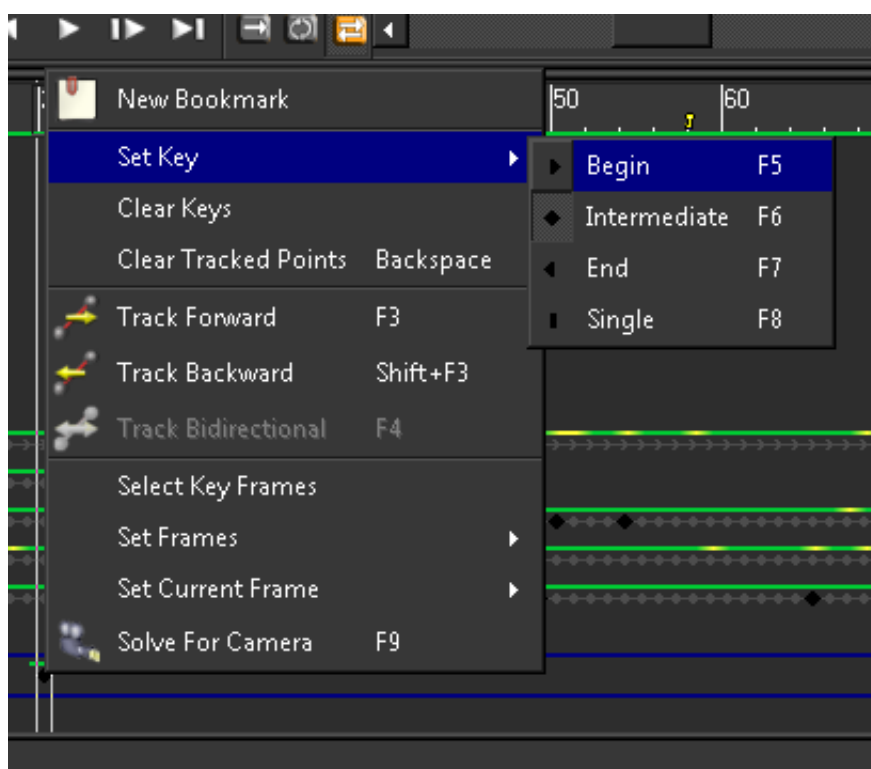 50 60
New Bookmark
Set Key
Clear Keys
Clear Tracked Points Backspace
Track Forward F3
Track Backward Shift+F3
Track Bidirectional F4
Select Key Frames
Set Frames
Set Current Frame
Solve For Camera F9
Begin F5
Intermediate F6
End F7
Single F8